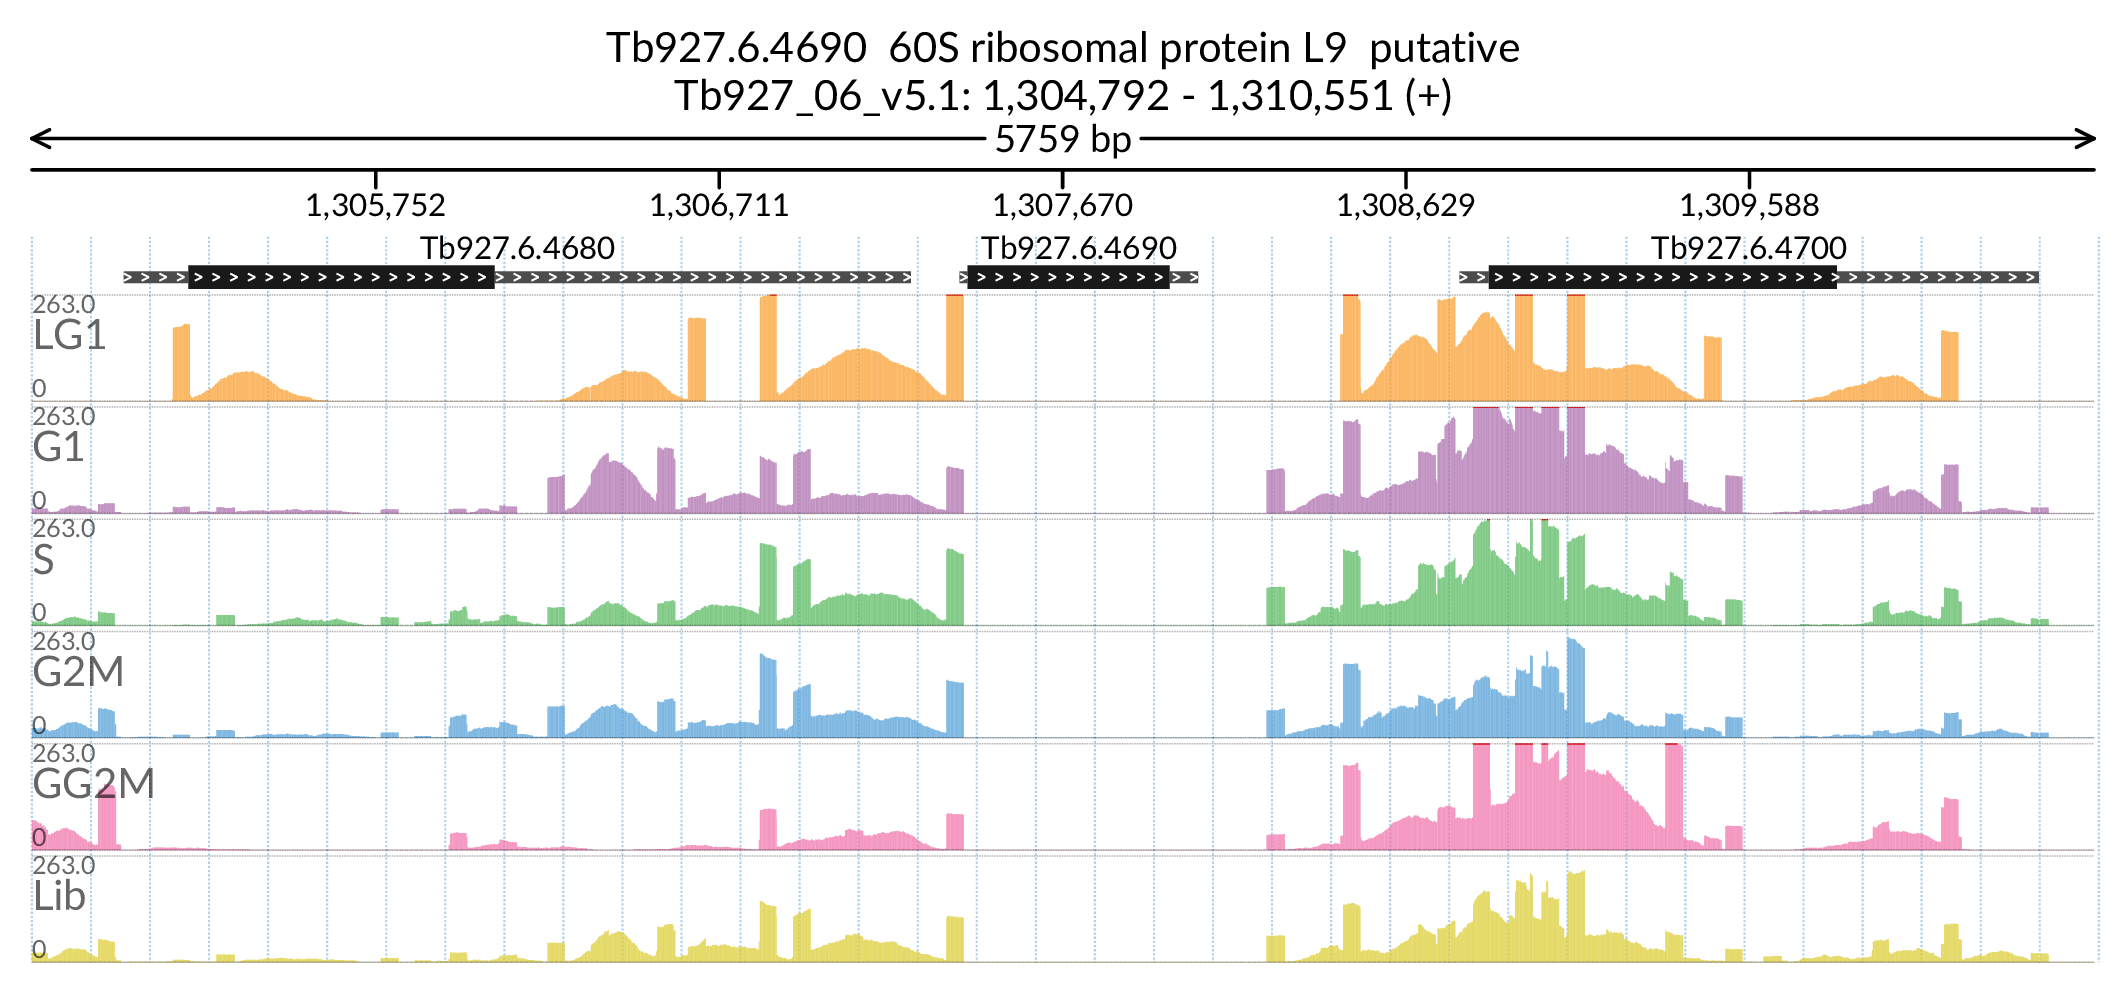 Tb927.6.4690  60S ribosomal protein L9  putative
Tb927_06_v5.1: 1,304,792 - 1,310,551 (+)
5759 bp
1,305,752 1,306,711 1,307,670 1,308,629 1,309,588
Tb927.6.4680 Tb927.6.4690 Tb927.6.4700
263.0
LG1
0
263.0
G1
0
263.0
S
0
263.0
G2M
0
263.0
GG2M
0
263.0
Lib
0